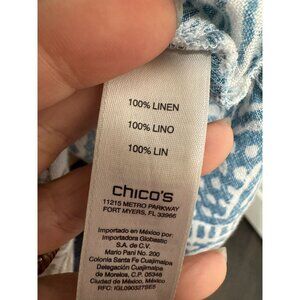 100% LINEN
100% LINO
100% LIN
chico's
11215 METRO PARKWAY
FORT MYERS, FL 33966
Importado en México por:
Importadora Globastic
S.A. de C.V.
Mario Pani No. 200
Colonia Santa Fe Cuajimalpa
Delegación Cuajimalpa
de Morelos, C.P. 05348
Ciudad de México, México
RFC: IGL090327SE5